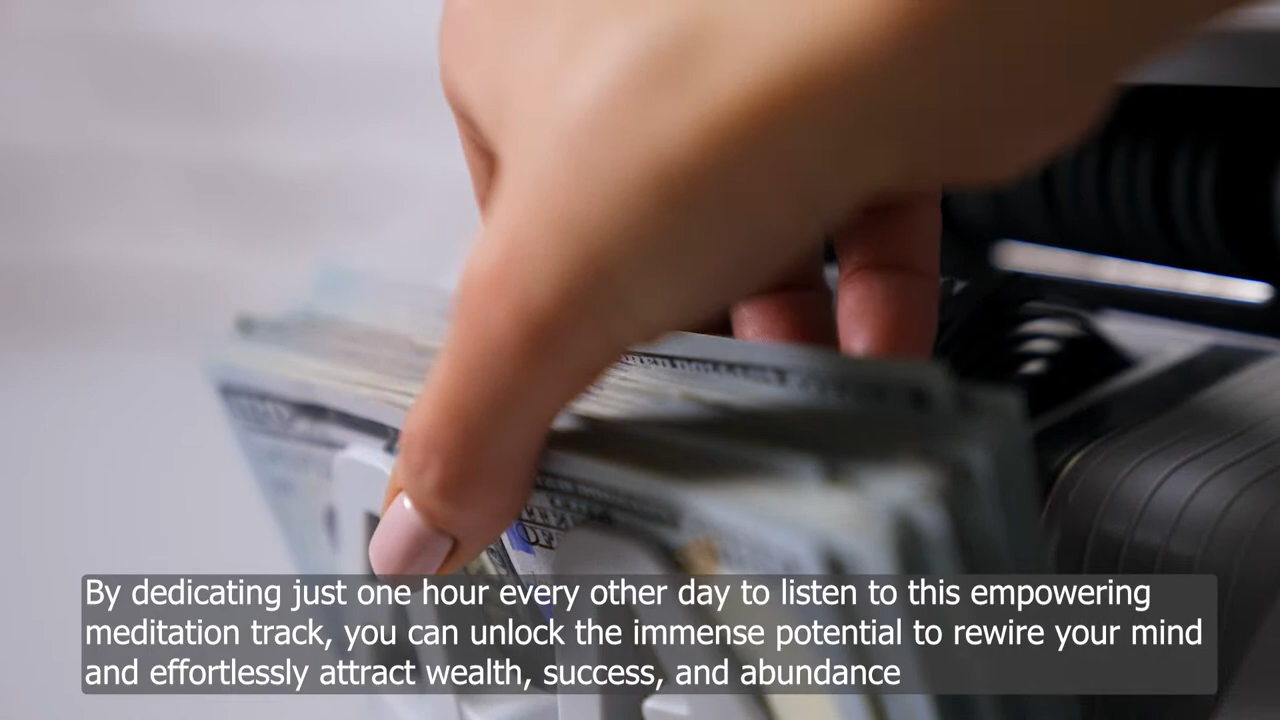 By dedicating just one hour every other day to listen to this empowering
meditation track, you can unlock the immense potential to rewire your mind
and effortlessly attract wealth, success, and abundance